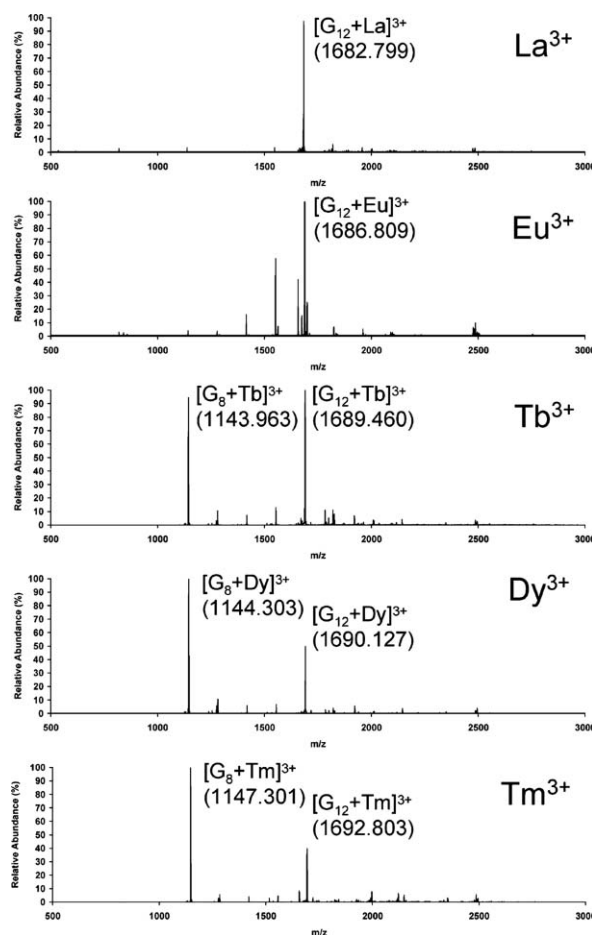 Relative Abundance (%)
100
90
80
70
60
50
40
30
20
10
0
[G₁₂+La]³⁺
(1682.799)
La³⁺
500 1000 1500 2000 2500 3000
m/z
Relative Abundance (%)
100
90
80
70
60
50
40
30
20
10
0
[G₁₂+Eu]³⁺
(1686.809)
Eu³⁺
500 1000 1500 2000 2500 3000
m/z
Relative Abundance (%)
100
90
80
70
60
50
40
30
20
10
0
[G₈+Tb]³⁺ [G₁₂+Tb]³⁺
(1143.963) (1689.460)
Tb³⁺
500 1000 1500 2000 2500 3000
m/z
Relative Abundance (%)
100
90
80
70
60
50
40
30
20
10
0
[G₈+Dy]³⁺
(1144.303)
[G₁₂+Dy]³⁺
(1690.127)
Dy³⁺
500 1000 1500 2000 2500 3000
m/z
Relative Abundance (%)
100
90
80
70
60
50
40
30
20
10
0
[G₈+Tm]³⁺
(1147.301)
[G₁₂+Tm]³⁺
(1692.803)
Tm³⁺
500 1000 1500 2000 2500 3000
m/z